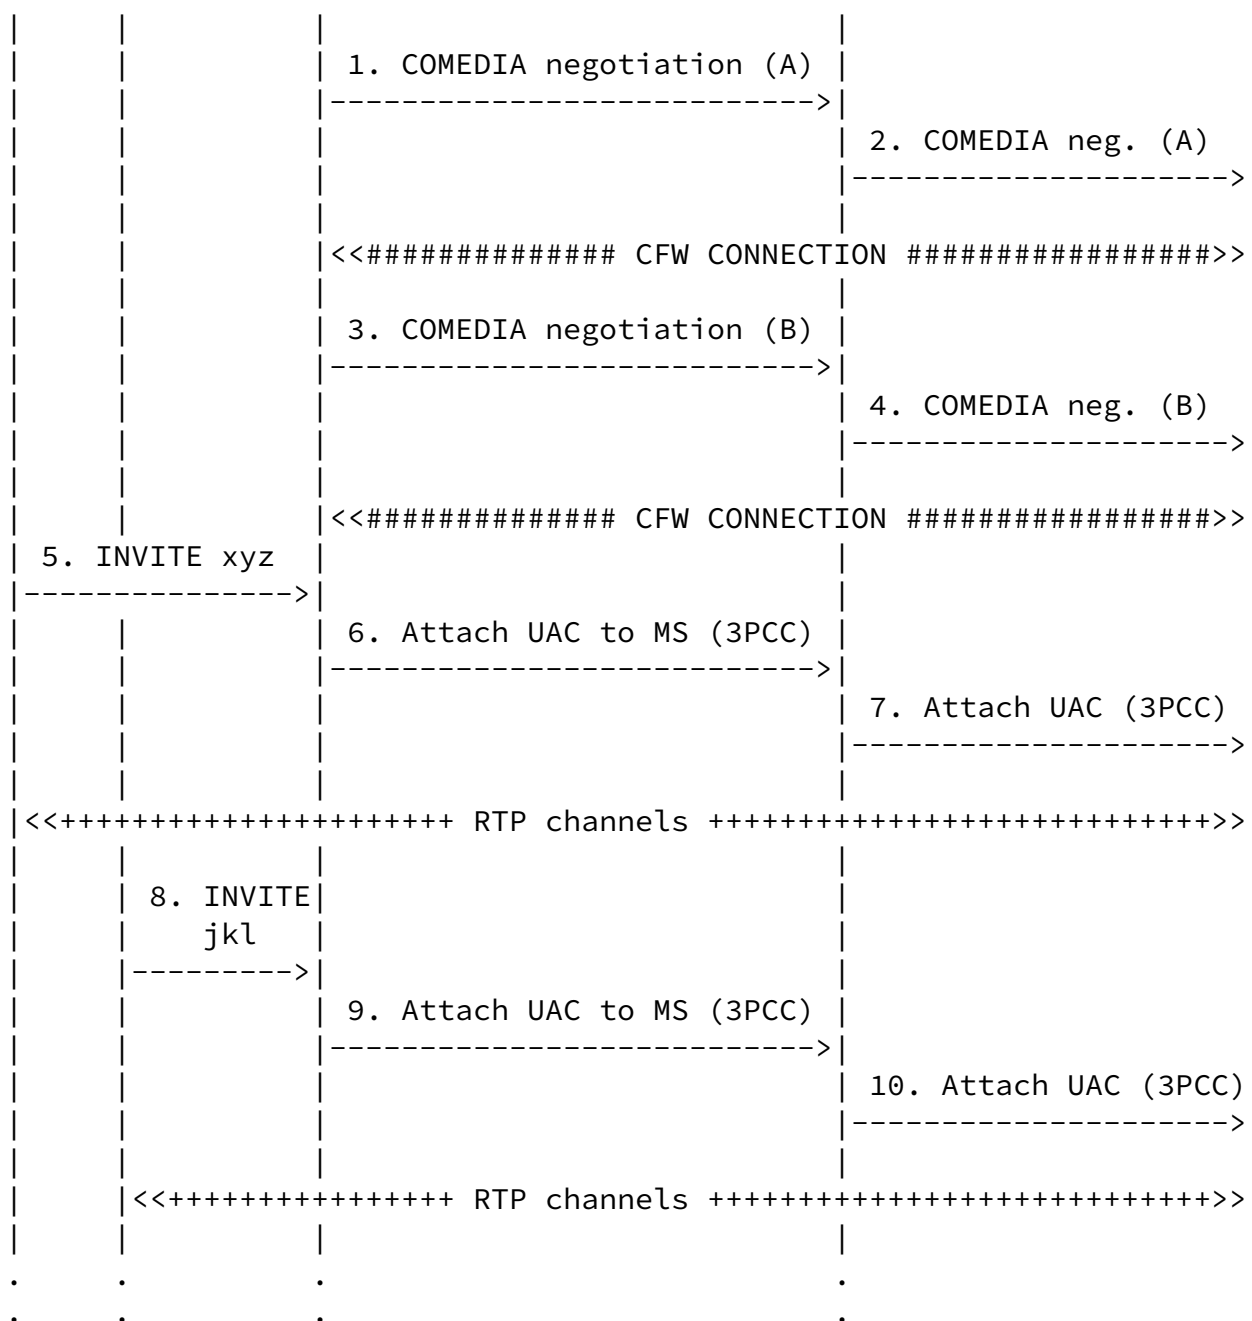 1. COMEDIA negotiation (A)
2. COMEDIA neg. (A)
<<############## CFW CONNECTION #################>>
3. COMEDIA negotiation (B)
4. COMEDIA neg. (B)
<<############## CFW CONNECTION #################>>
5. INVITE xyz
6. Attach UAC to MS (3PCC)
7. Attach UAC (3PCC)
<<++++++++++++++++++++++ RTP channels ++++++++++++++++++++++++++++>>
8. INVITE
jkl
9. Attach UAC to MS (3PCC)
10. Attach UAC (3PCC)
<<++++++++++++++++ RTP channels ++++++++++++++++++++++++++++>>